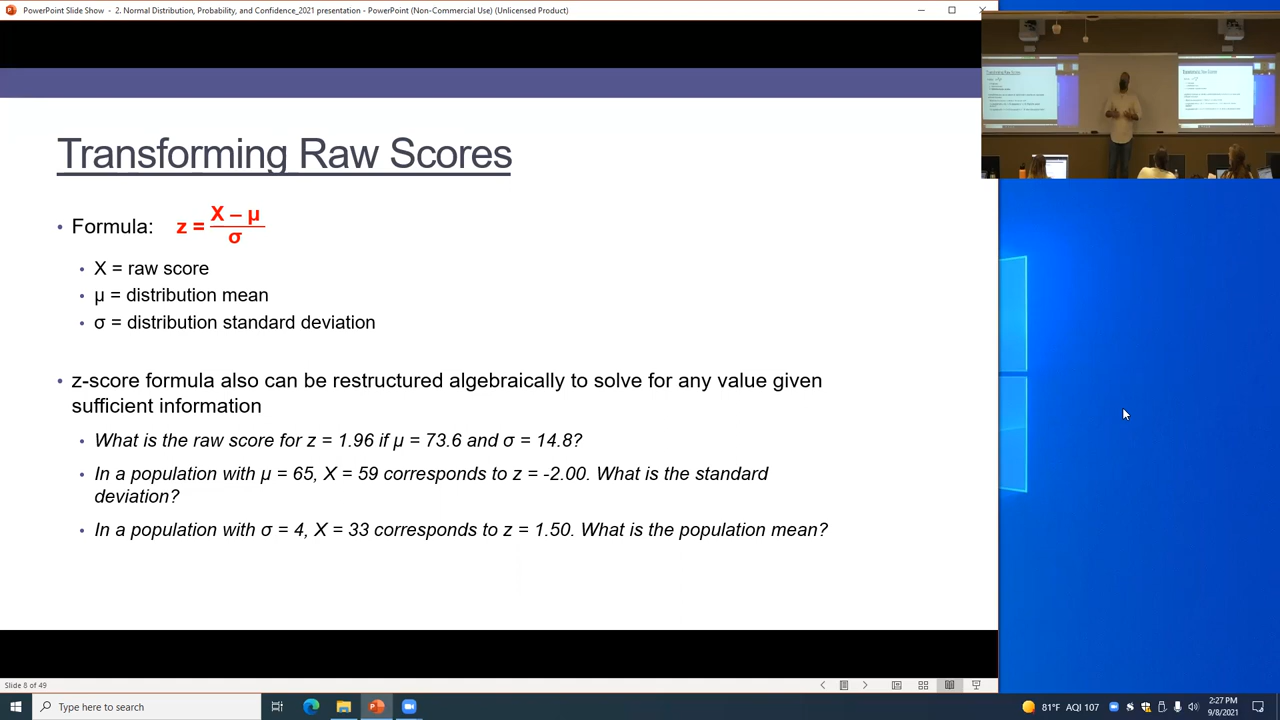 PowerPoint Slide Show - 2. Normal Distribution, Probability, and Confidence_2021 presentation - PowerPoint (Non-Commercial Use) (Unlicensed Product)
Transforming Raw Scores
• Formula: z = X – μ / σ
• X = raw score
• μ = distribution mean
• σ = distribution standard deviation
• z-score formula also can be restructured algebraically to solve for any value given
sufficient information
• What is the raw score for z = 1.96 if μ = 73.6 and σ = 14.8?
• In a population with μ = 65, X = 59 corresponds to z = -2.00. What is the standard
deviation?
• In a population with σ = 4, X = 33 corresponds to z = 1.50. What is the population mean?
Slide 8 of 49
Type here to search
81°F AQI 107
2:27 PM
9/8/2021